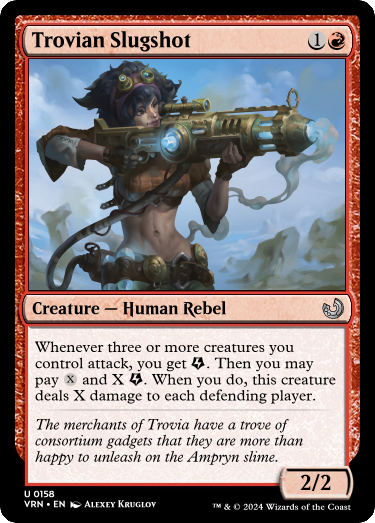 Trovian Slugshot 1
Creature — Human Rebel
Whenever three or more creatures you
control attack, you get . Then you may
pay X and X . When you do, this creature
deals X damage to each defending player.
The merchants of Trovia have a trove of
consortium gadgets that they are more than
happy to unleash on the Ampryn slime.
2/2
U 0158
VRN • EN Alexey Kruglov
™ & © 2024 Wizards of the Coast